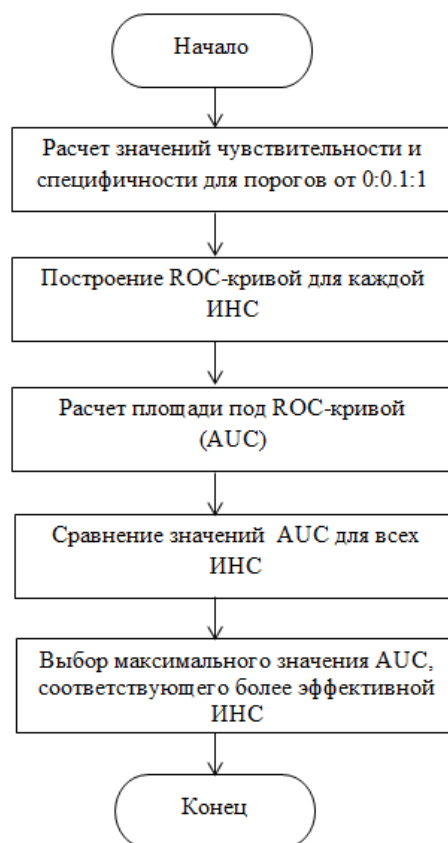 Начало
Расчет значений чувствительности и
специфичности для порогов от 0:0.1:1
Построение ROC-кривой для каждой
ИНС
Расчет площади под ROC-кривой
(AUC)
Сравнение значений AUC для всех
ИНС
Выбор максимального значения AUC,
соответствующего более эффективной
ИНС
Конец